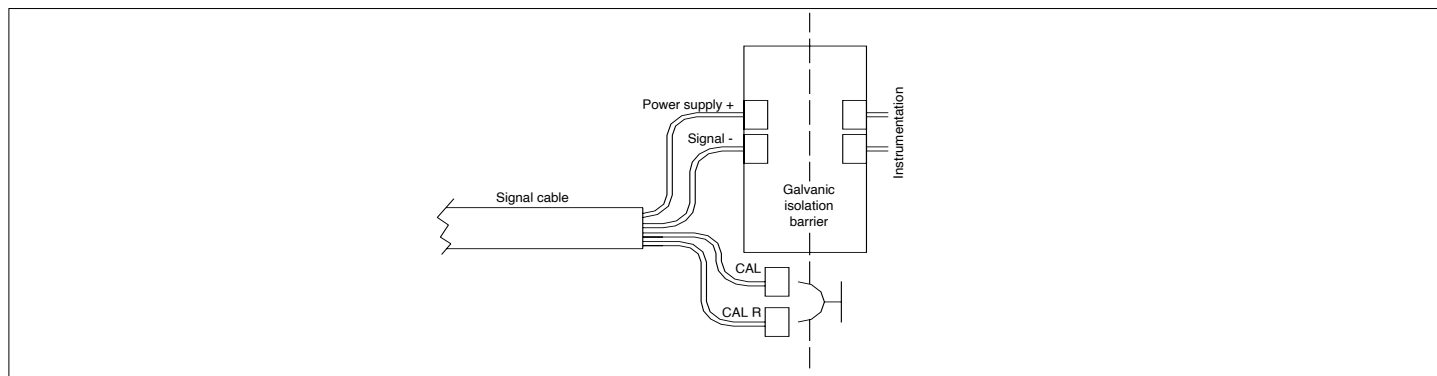 Power supply +
Signal -
Instrumentation
Signal cable
Galvanic
isolation
barrier
CAL
CAL R